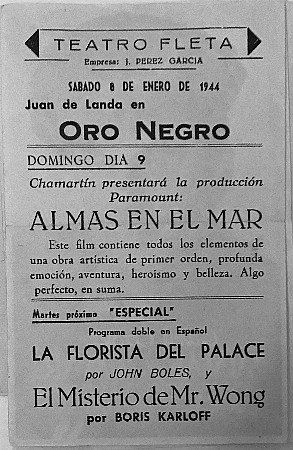 TEATRO FLETA
Empresa: J. PEREZ GARCIA
SABADO 8 DE ENERO DE 1944
Juan de Landa en
ORO NEGRO
DOMINGO DIA 9
Chamartín presentará la producción
Paramount:
ALMAS EN EL MAR
Este film contiene todos los elementos de
una obra artística de primer orden, profunda
emoción, aventura, heroismo y belleza. Algo
perfecto, en suma.
Martes próximo "ESPECIAL"
Programa doble en Español
LA FLORISTA DEL PALACE
por JOHN BOLES, y
El Misterio de Mr. Wong
por BORIS KARLOFF